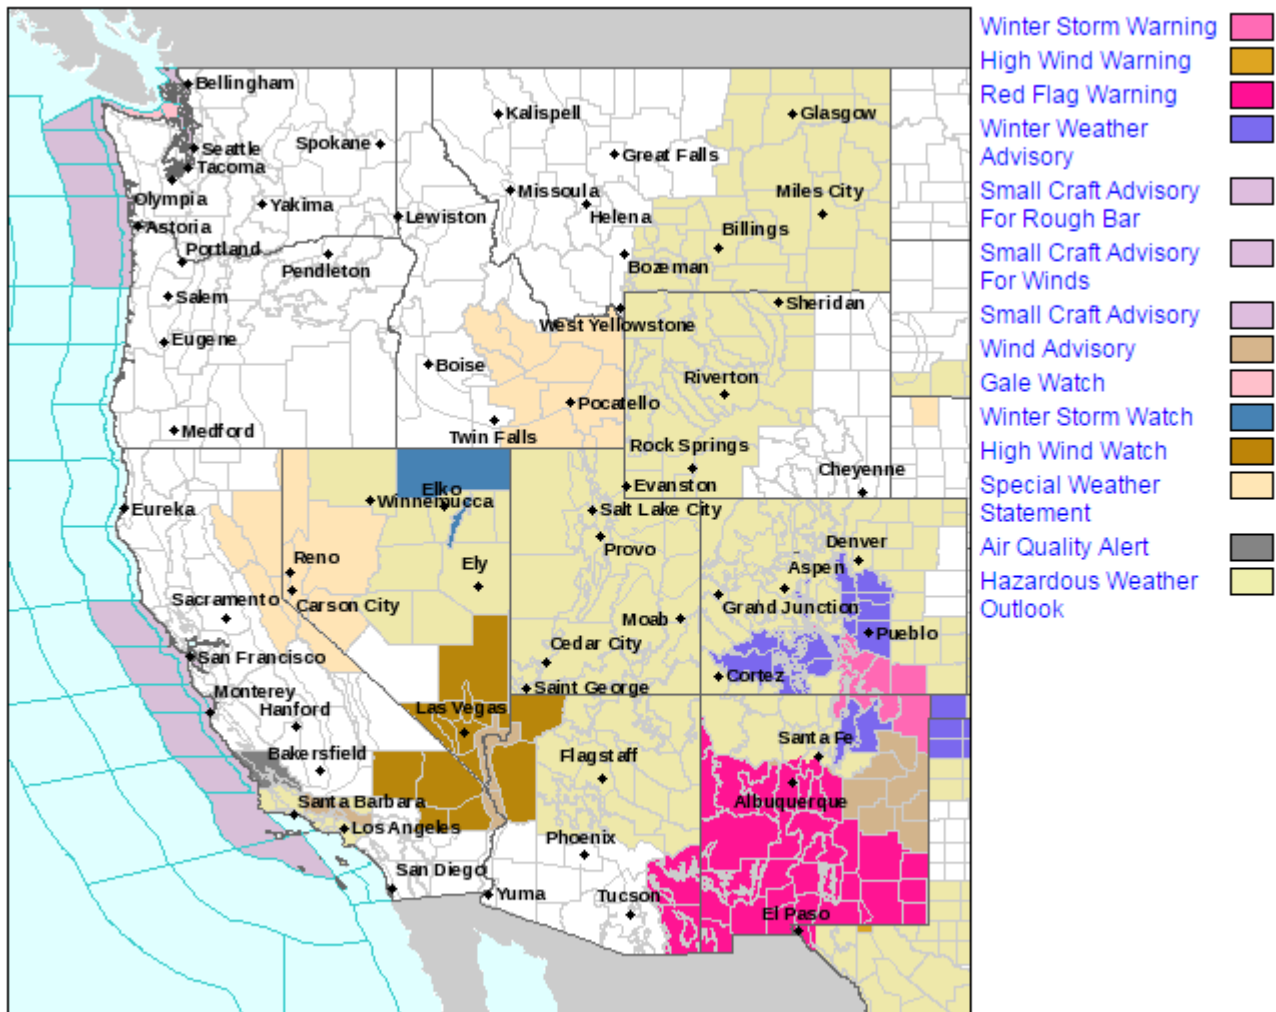 Bellingham
Kalispell
Glasgow
Seattle
Spokane
Great Falls
Tacoma
Missoula
Miles City
Olympia
Yakima
Lewiston
Helena
Astoria
Billings
Portland
Pendleton
Bozeman
Salem
Sheridan
West Yellowstone
Eugene
Boise
Riverton
Pocatello
Medford
Twin Falls
Rock Springs
Cheyenne
Evanston
Elko
Winnemucca
Eureka
Salt Lake City
Provo
Denver
Reno
Ely
Aspen
Sacramento
Carson City
Grand Junction
Moab
Pueblo
Cedar City
San Francisco
Cortez
Saint George
Monterey
Hanford
Las Vegas
Santa Fe
Bakersfield
Flagstaff
Santa Barbara
Albuquerque
Los Angeles
Phoenix
San Diego
Yuma
Tucson
El Paso
Winter Storm Warning
High Wind Warning
Red Flag Warning
Winter Weather
Advisory
Small Craft Advisory
For Rough Bar
Small Craft Advisory
For Winds
Small Craft Advisory
Wind Advisory
Gale Watch
Winter Storm Watch
High Wind Watch
Special Weather
Statement
Air Quality Alert
Hazardous Weather
Outlook